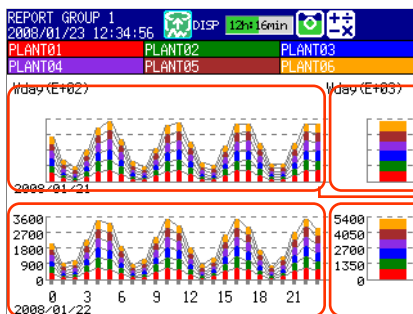 REPORT GROUP 1
2008/01/23 12:34:56 DISP 12h:16min
PLANT01 PLANT02 PLANT03
PLANT04 PLANT05 PLANT06
Wday(E+02) Wday(E+03)
2008/01/21
3600 5400
2700 4050
1800 2700
900 1350
0 0
0 3 6 9 12 15 18 21
2008/01/22